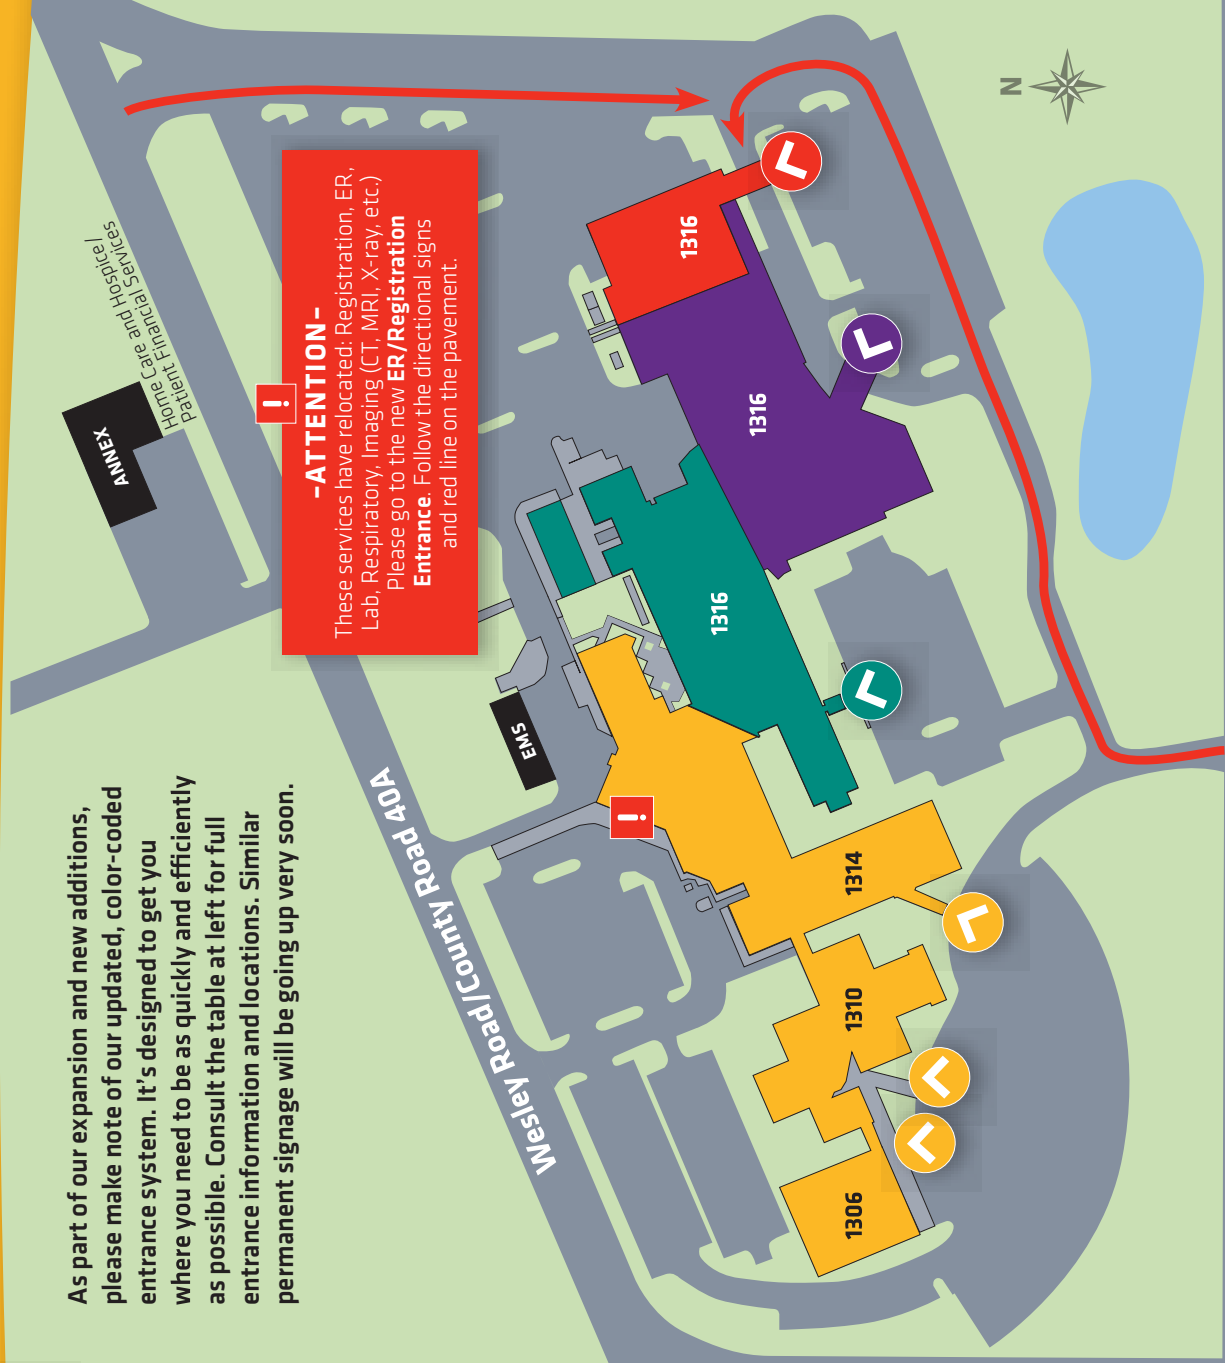 As part of our expansion and new additions,
please make note of our updated, color-coded
entrance system. It's designed to get you
where you need to be as quickly and efficiently
as possible. Consult the table at left for full
entrance information and locations. Similar
permanent signage will be going up very soon.
ANNEX
Home Care and Hospice/
Patient Financial Services
!
–ATTENTION–
These services have relocated: Registration, ER,
Lab, Respiratory, Imaging (CT, MRI, X-ray, etc.)
Please go to the new ER/Registration
Entrance. Follow the directional signs
and red line on the pavement.
Wesley Road/County Road 40A
EMS
!
1316
1316
1316
1314
1310
1306
N